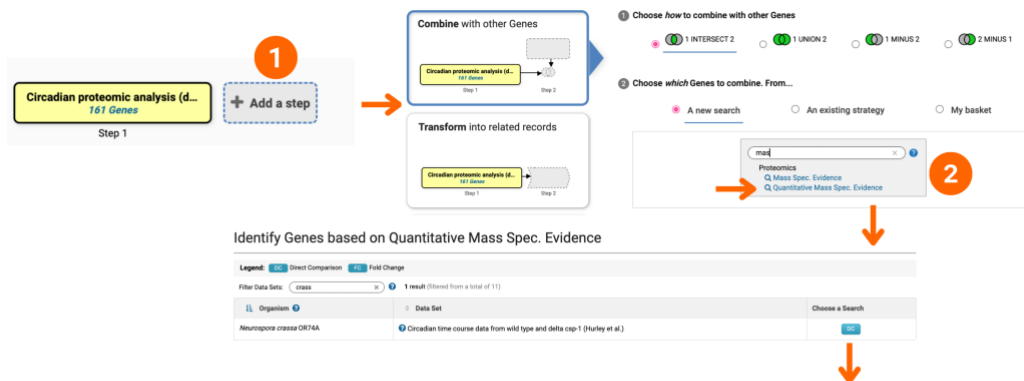 1
Circadian proteomic analysis (d...
161 Genes
+ Add a step
Step 1
Combine with other Genes
Circadian proteomic analysis (d...
161 Genes
Step 1
Step 2
Transform into related records
Circadian proteomic analysis (d...
161 Genes
Step 1
Step 2
1 Choose how to combine with other Genes
1 INTERSECT 2
1 UNION 2
1 MINUS 2
2 MINUS 1
2 Choose which Genes to combine. From...
A new search
An existing strategy
My basket
mas
Proteomics
Mass Spec. Evidence
Quantitative Mass Spec. Evidence
2
Identify Genes based on Quantitative Mass Spec. Evidence
Legend: DC Direct Comparison FC Fold Change
Filter Data Sets: crass 1 result (filtered from a total of 11)
Organism Data Set Choose a Search
Neurospora crassa OR74A Circadian time course data from wild type and delta csp-1 (Hurley et al.) DC